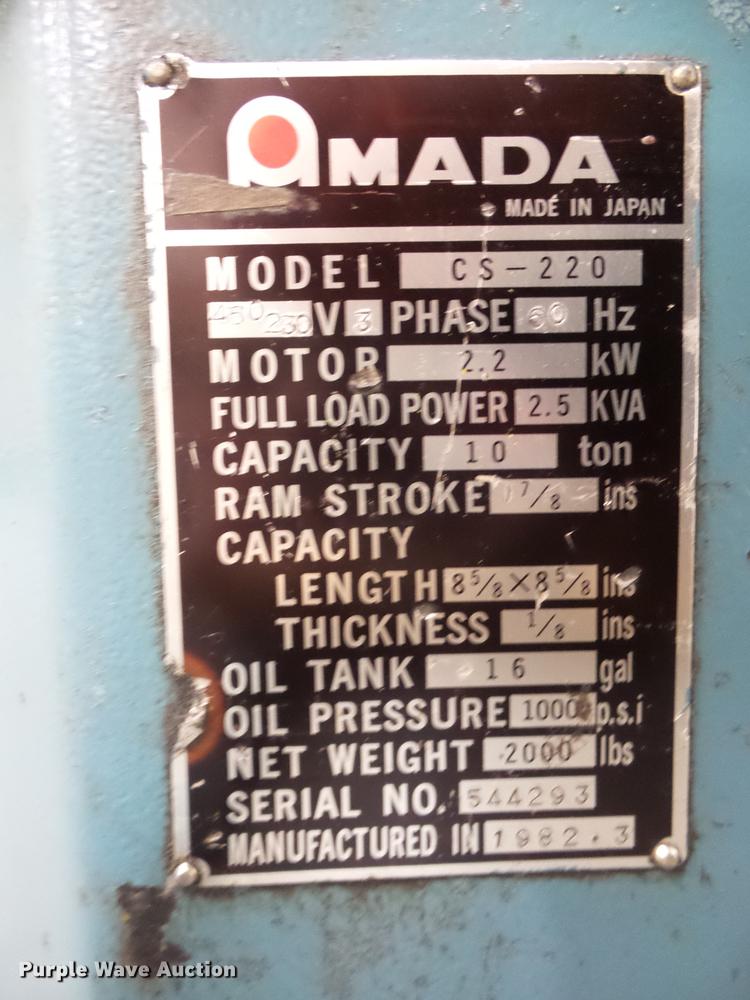 AMADA
MADE IN JAPAN
MODEL CS-220
460/230 V 3 PHASE 60 Hz
MOTOR 2.2 kW
FULL LOAD POWER 2.5 KVA
CAPACITY 10 ton
RAM STROKE 7/8 ins
CAPACITY
LENGTH 8 5/8 × 8 5/8 ins
THICKNESS 1/8 ins
OIL TANK 16 gal
OIL PRESSURE 1000 p.s.i
NET WEIGHT 2000 lbs
SERIAL NO. 544293
MANUFACTURED IN 1982.3
Purple Wave Auction